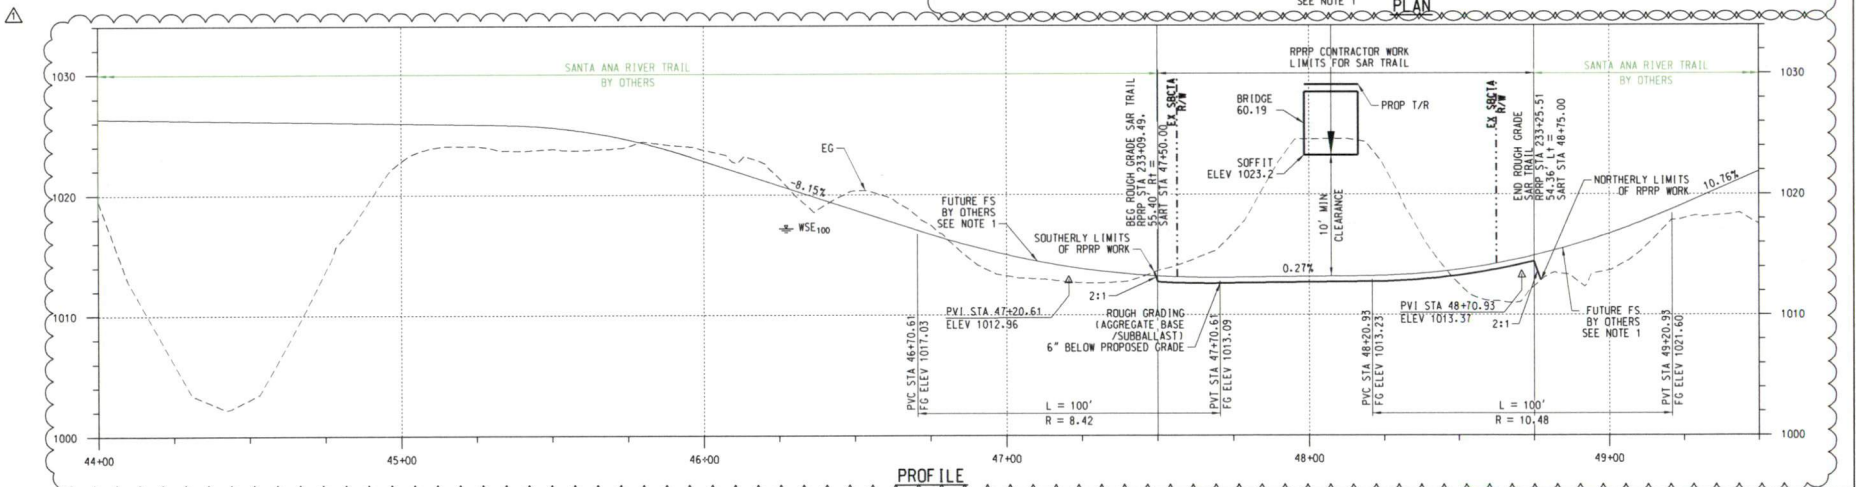 1
SEE NOTE 1
PLAN
1030
1020
1010
1000
SANTA ANA RIVER TRAIL
BY OTHERS
RPRP CONTRACTOR WORK
LIMITS FOR SAR TRAIL
SANTA ANA RIVER TRAIL
BY OTHERS
1030
1020
1010
1000
EG
-8.15%
WSE100
FUTURE FS
BY OTHERS
SEE NOTE 1
SOUTHERLY LIMITS
OF RPRP WORK
BEG ROUGH GRADE SAR TRAIL
RPRP STA 233+09.49,
55.40' Rt =
SART STA 47+50.00
Ex SBCTA
R/W
BRIDGE
60.19
PROP T/R
SOFFIT
ELEV 1023.2
10' MIN
CLEARANCE
Ex SBCTA
R/W
END ROUGH GRADE
SAR TRAIL
RPRP STA 233+25.51
54.36' Lt =
SART STA 48+75.00
NORTHERLY LIMITS
OF RPRP WORK
10.76%
0.27%
2:1
PVI STA 47+20.61
ELEV 1012.96
ROUGH GRADING
(AGGREGATE BASE
/SUBBALLAST)
6" BELOW PROPOSED GRADE
PVI STA 48+70.93
ELEV 1013.37
2:1
FUTURE FS
BY OTHERS
SEE NOTE 1
PVC STA 46+70.61
FG ELEV 1017.03
PVT STA 47+70.61
FG ELEV 1013.09
PVC STA 48+20.93
FG ELEV 1013.23
PVT STA 49+20.93
FG ELEV 1021.60
L = 100'
R = 8.42
L = 100'
R = 10.48
44+00
45+00
46+00
47+00
48+00
49+00
PROFILE